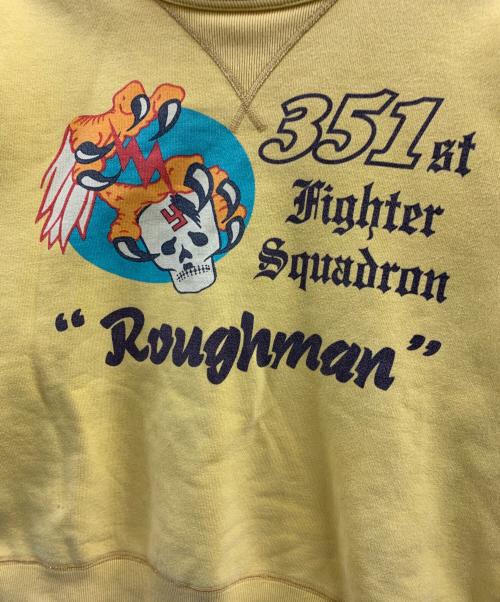 351st
Fighter
Squadron
“Roughman”